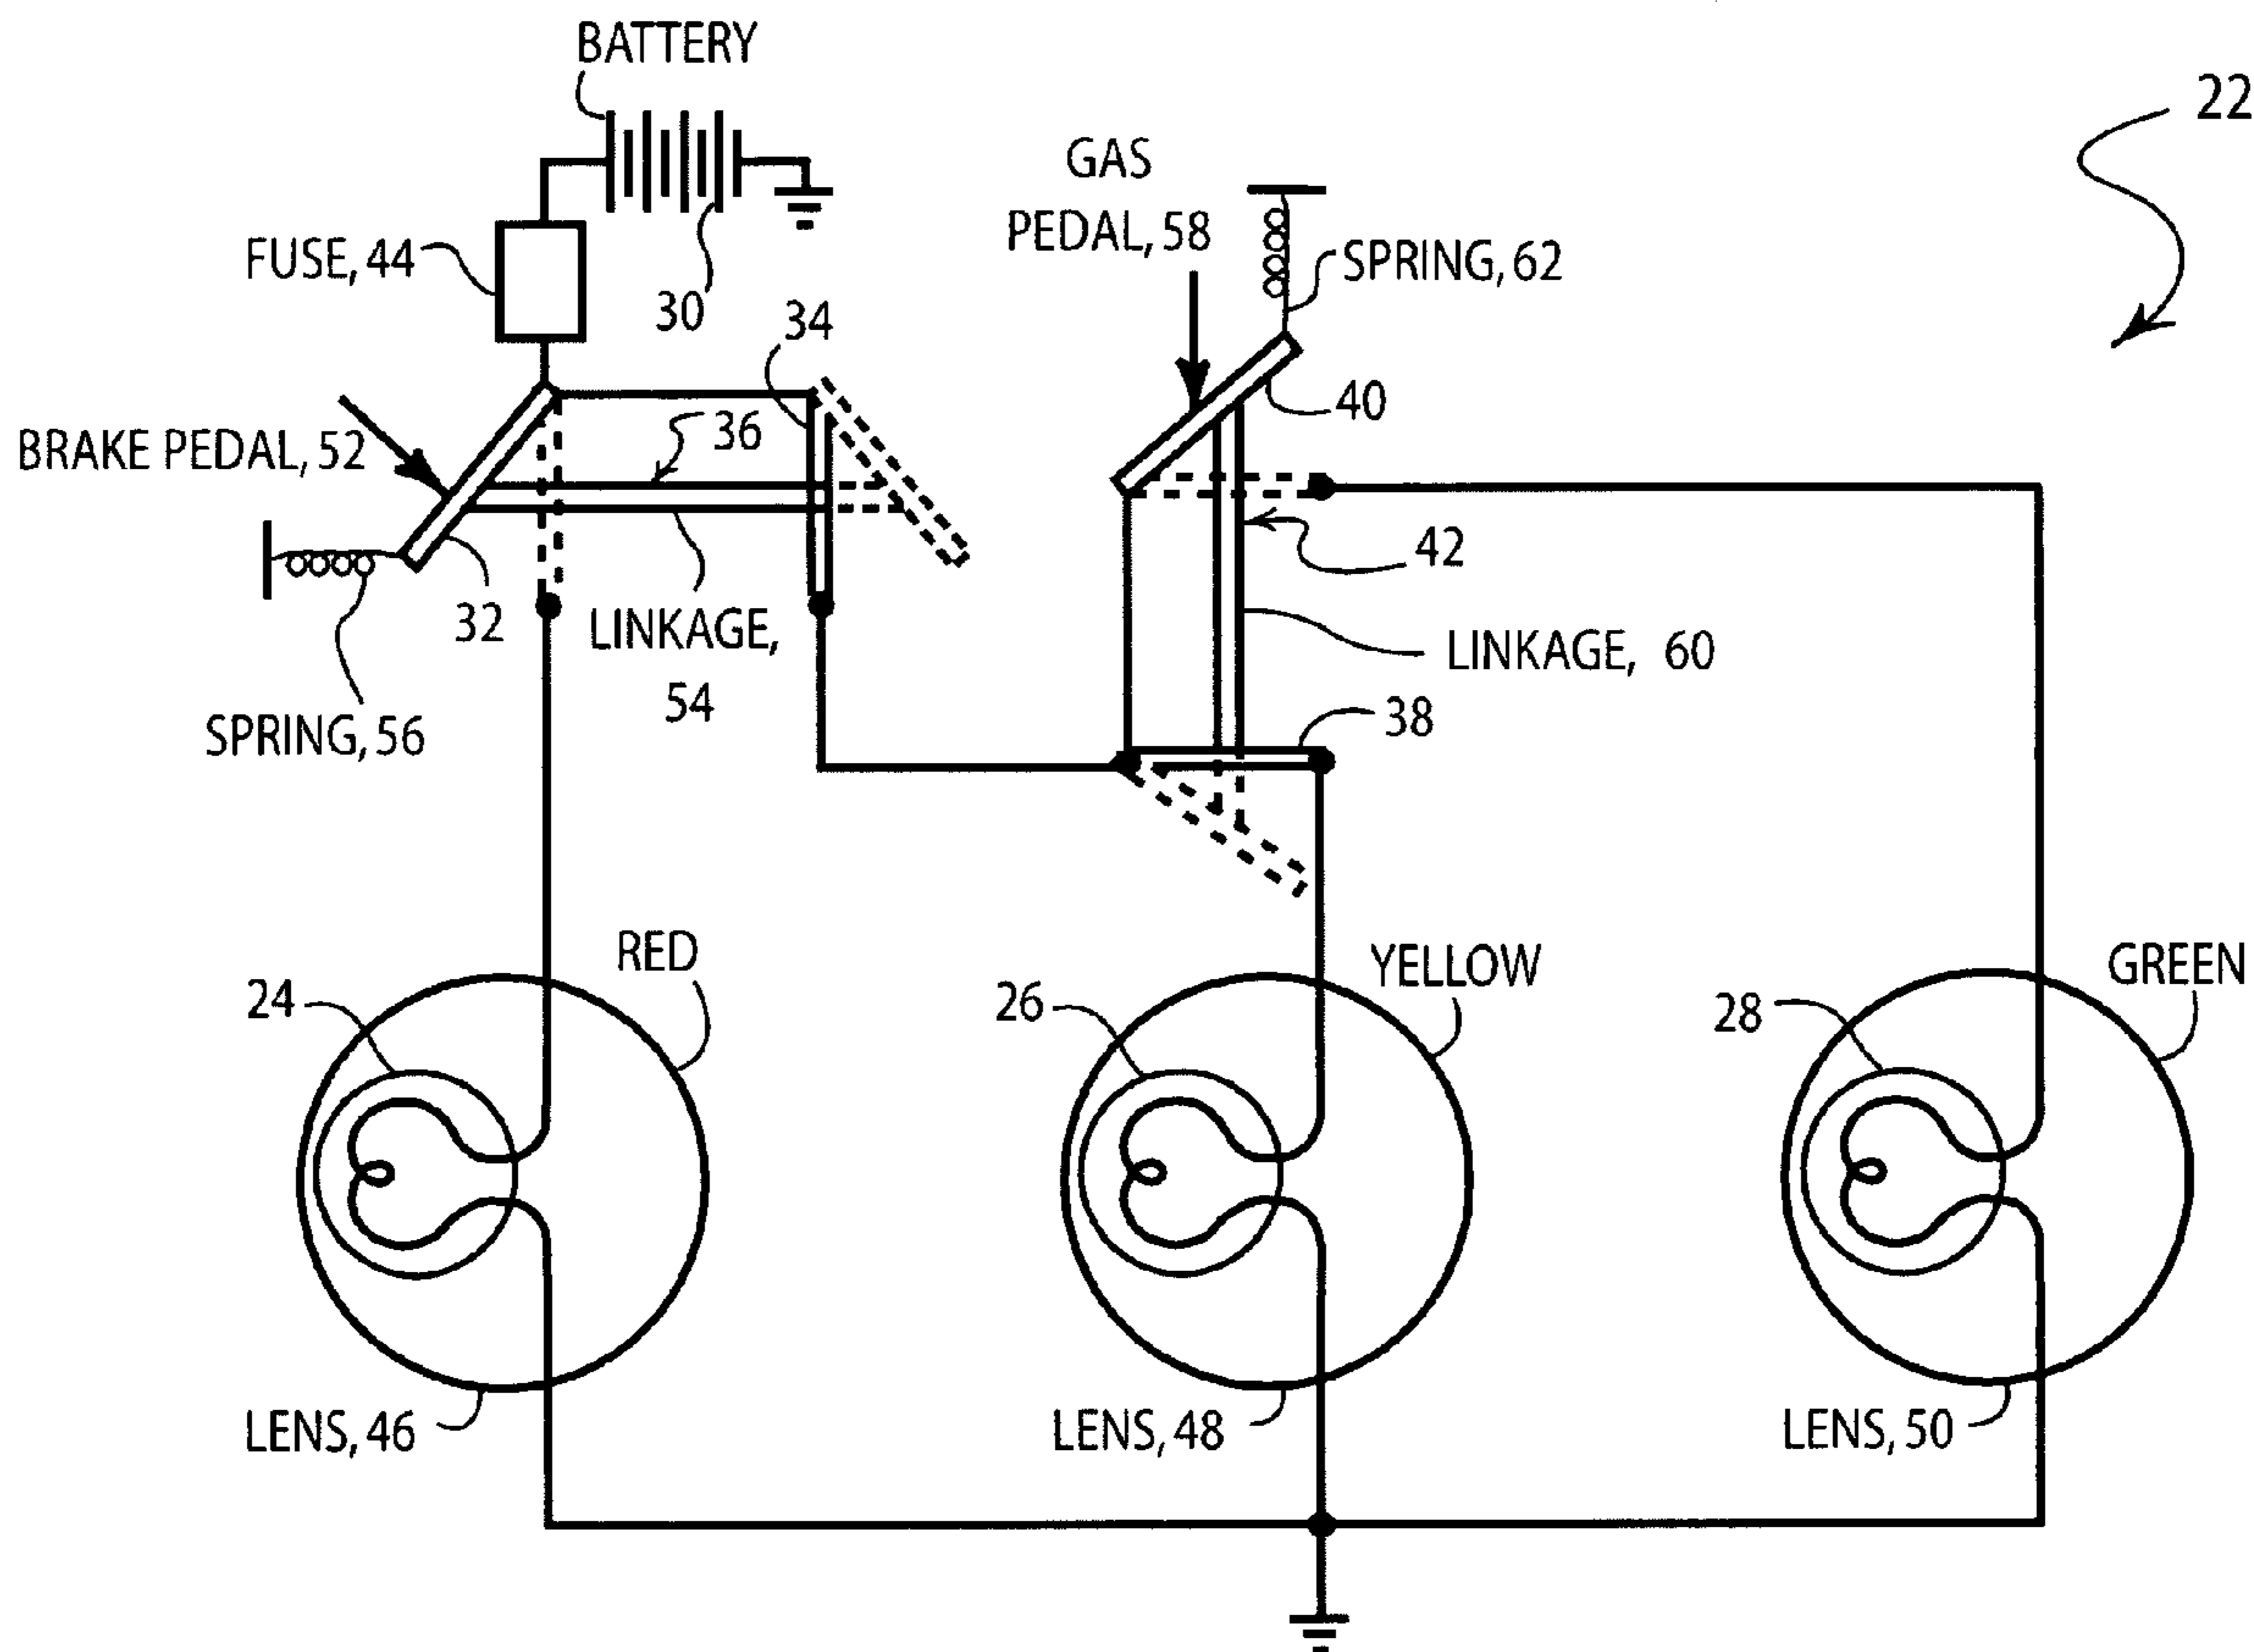 BATTERY
22
GAS
PEDAL, 58
FUSE, 44
SPRING, 62
30
34
40
36
BRAKE PEDAL, 52
42
32
LINKAGE,
54
LINKAGE, 60
SPRING, 56
38
RED
YELLOW
GREEN
24
26
28
LENS, 46
LENS, 48
LENS, 50